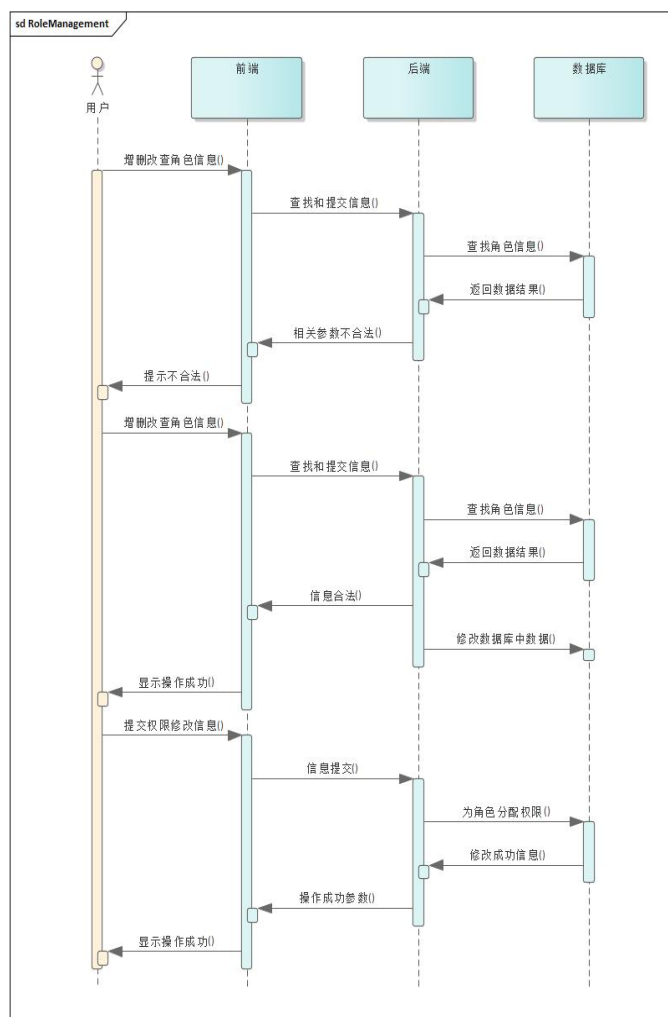 sd RoleManagement
用户
前端
后端
数据库
增删改查角色信息()
查找和提交信息()
查找角色信息()
返回数据结果()
相关参数不合法()
提示不合法()
增删改查角色信息()
查找和提交信息()
查找角色信息()
返回数据结果()
信息合法()
修改数据库中数据()
显示操作成功()
提交权限修改信息()
信息提交()
为角色分配权限()
修改成功信息()
操作成功参数()
显示操作成功()